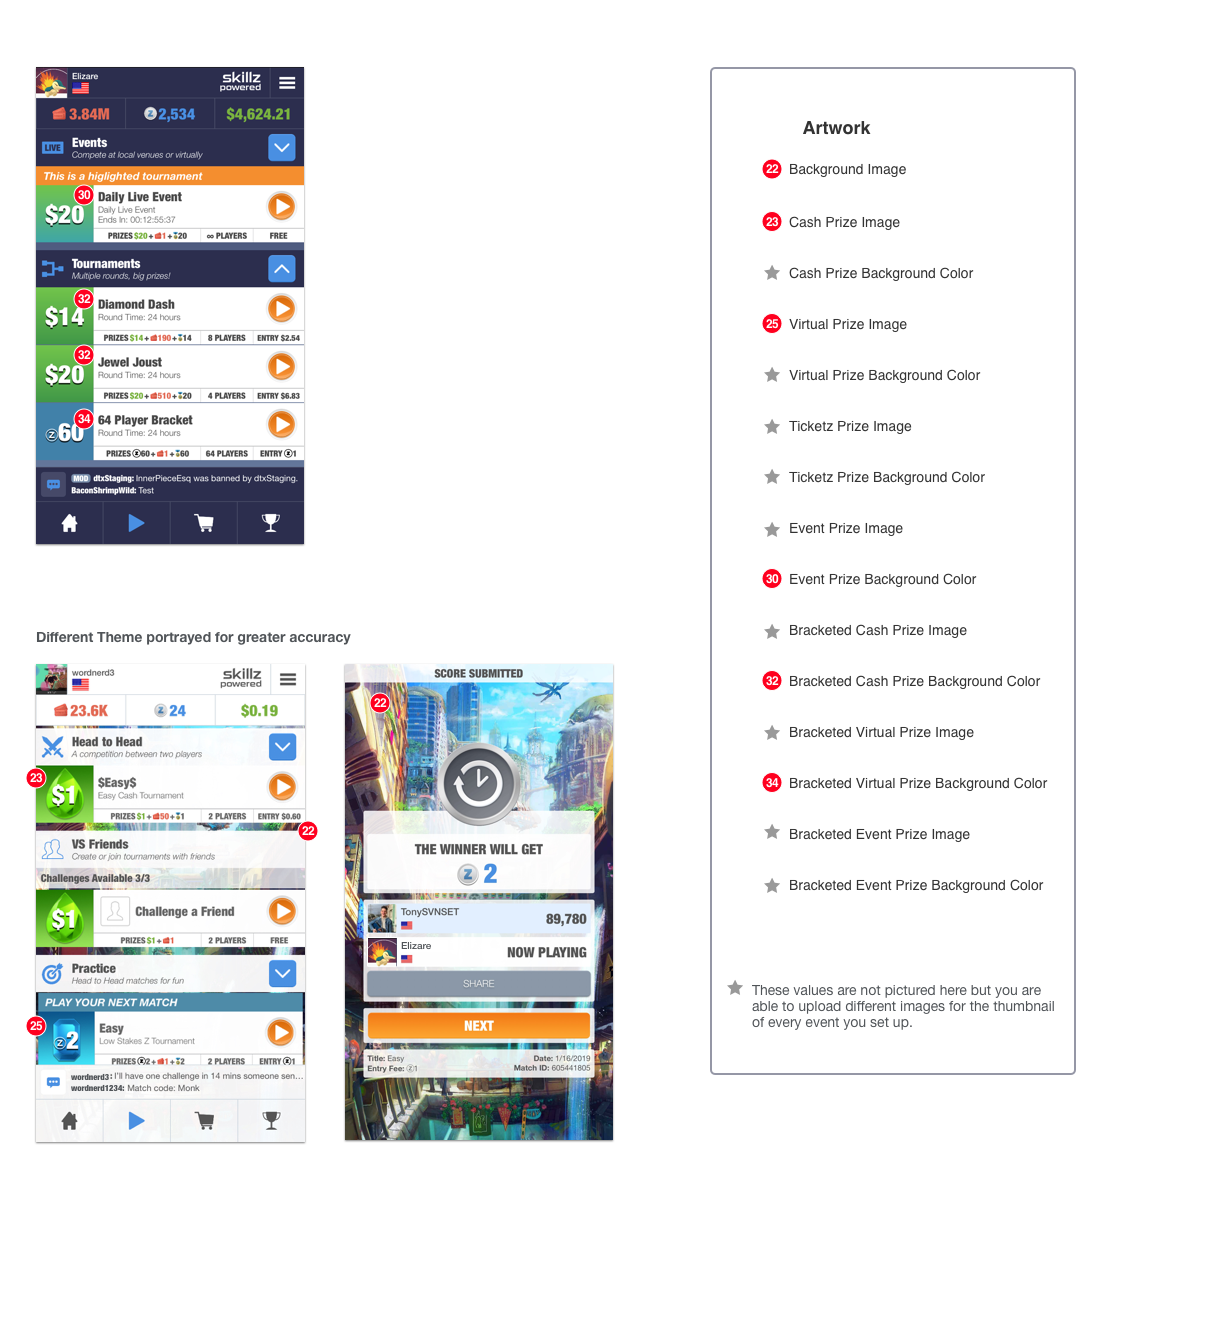 Elizare
skillz
powered
3.84M
Z 2,534
$4,624.21
LIVE
Events
Compete at local venues or virtually
This is a higlighted tournament
30
$20
Daily Live Event
Daily Live Event
Ends In: 00:12:55:37
PRIZES $20 + 1 + 20
∞ PLAYERS
FREE
Tournaments
Multiple rounds, big prizes!
32
$14
Diamond Dash
Round Time: 24 hours
PRIZES $14 + 190 + 14
8 PLAYERS
ENTRY $2.54
32
$20
Jewel Joust
Round Time: 24 hours
PRIZES $20 + 510 + 20
4 PLAYERS
ENTRY $6.83
34
Z60
64 Player Bracket
Round Time: 24 hours
PRIZES Z60 + 1 + 60
64 PLAYERS
ENTRY Z1
MOD dtxStaging: InnerPieceEsq was banned by dtxStaging.
BaconShrimpWild: Test
Different Theme portrayed for greater accuracy
wordnerd3
skillz
powered
23.6K
Z 24
$0.19
Head to Head
A competition between two players
23
$1
$Easy$
Easy Cash Tournament
PRIZES $1 + 50 + 1
2 PLAYERS
ENTRY $0.60
22
VS Friends
Create or join tournaments with friends
Challenges Available 3/3
$1
Challenge a Friend
PRIZES $1 + 1
2 PLAYERS
FREE
Practice
Head to Head matches for fun
PLAY YOUR NEXT MATCH
25
Z2
Easy
Low Stakes Z Tournament
PRIZES Z2 + 1 + 2
2 PLAYERS
ENTRY Z1
wordnerd3: I'll have one challenge in 14 mins someone sen...
wordnerd1234: Match code: Monk
SCORE SUBMITTED
22
THE WINNER WILL GET
Z 2
TonySVNSET
89,780
Elizare
NOW PLAYING
SHARE
NEXT
Title: Easy
Date: 1/16/2019
Entry Fee: Z1
Match ID: 605441805
Artwork
22 Background Image
23 Cash Prize Image
Cash Prize Background Color
25 Virtual Prize Image
Virtual Prize Background Color
Ticketz Prize Image
Ticketz Prize Background Color
Event Prize Image
30 Event Prize Background Color
Bracketed Cash Prize Image
32 Bracketed Cash Prize Background Color
Bracketed Virtual Prize Image
34 Bracketed Virtual Prize Background Color
Bracketed Event Prize Image
Bracketed Event Prize Background Color
These values are not pictured here but you are
able to upload different images for the thumbnail
of every event you set up.